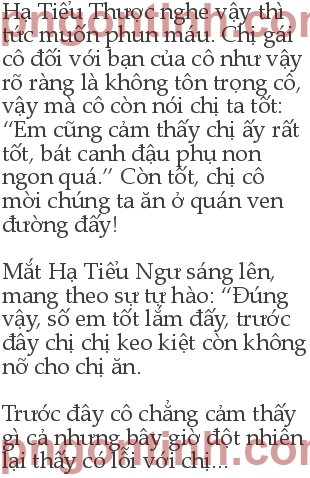 Hạ Tiểu Thược nghe vậy thì
tức muốn phun máu. Chị gái
cô đối với bạn của cô như vậy
rõ ràng là không tôn trọng cô,
vậy mà cô còn nói chị ta tốt:
“Em cũng cảm thấy chị ấy rất
tốt, bát canh đậu phụ non
ngon quá.” Còn tốt, chị cô
mời chúng ta ăn ở quán ven
đường đấy!
Mắt Hạ Tiểu Ngư sáng lên,
mang theo sự tự hào: “Đúng
vậy, số em tốt lắm đấy, trước
đây chị chị keo kiệt còn không
nỡ cho chị ăn.
Trước đây cô chẳng cảm thấy
gì cả nhưng bây giờ đột nhiên
lại thấy có lỗi với chị...
pngontinh.com
pngontinh.com